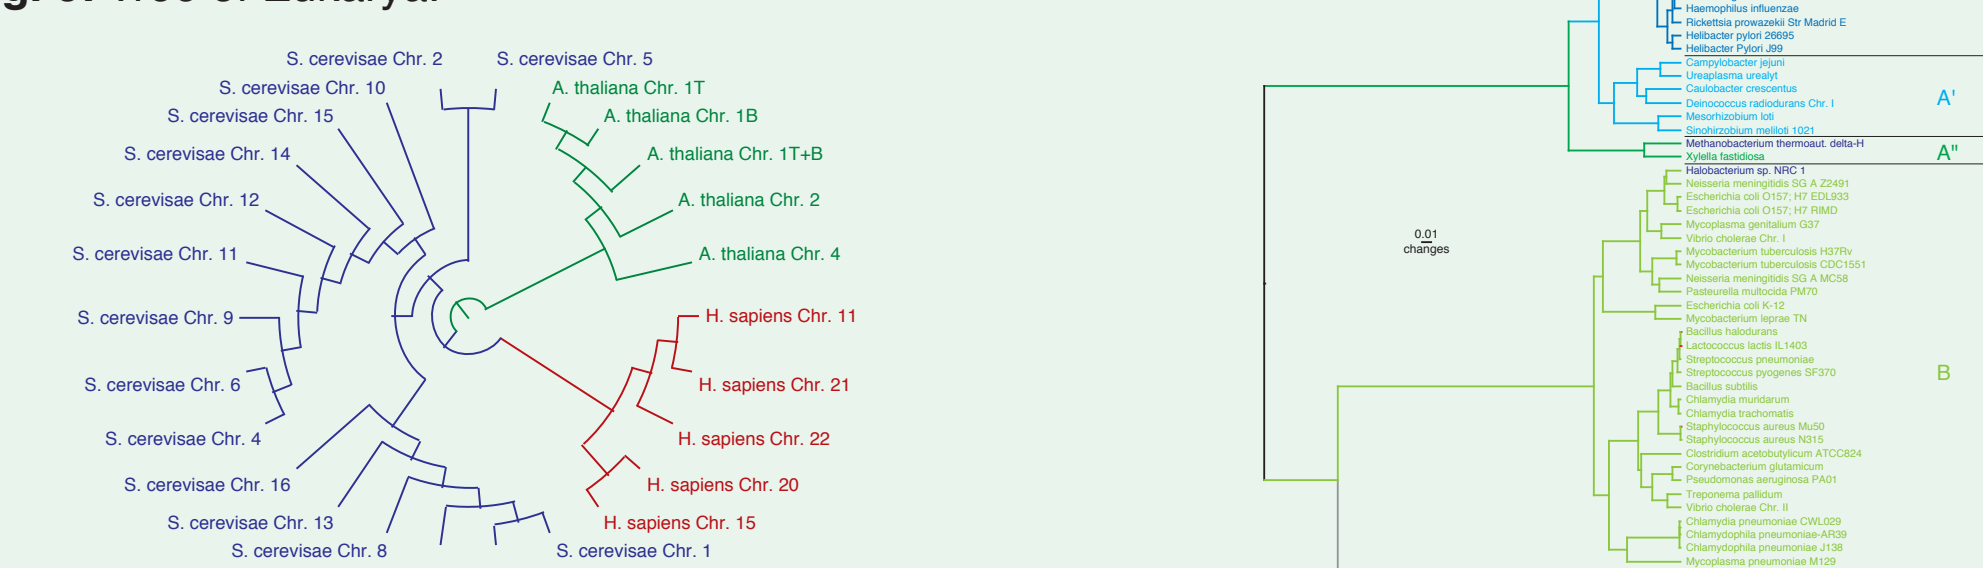 g. 3. Tree of Eukarya.
S. cerevisae Chr. 2
S. cerevisae Chr. 5
S. cerevisae Chr. 10
A. thaliana Chr. 1T
S. cerevisae Chr. 15
A. thaliana Chr. 1B
S. cerevisae Chr. 14
A. thaliana Chr. 1T+B
S. cerevisae Chr. 12
A. thaliana Chr. 2
S. cerevisae Chr. 11
A. thaliana Chr. 4
S. cerevisae Chr. 9
H. sapiens Chr. 11
S. cerevisae Chr. 6
H. sapiens Chr. 21
S. cerevisae Chr. 4
H. sapiens Chr. 22
S. cerevisae Chr. 16
H. sapiens Chr. 20
S. cerevisae Chr. 13
H. sapiens Chr. 15
S. cerevisae Chr. 8
S. cerevisae Chr. 1
0.01
changes
Haemophilus influenzae
Rickettsia prowazekii Str Madrid E
Helibacter pylori 26695
Helibacter Pylori J99
Campylobacter jejuni
Ureaplasma urealyt
Caulobacter crescentus
Deinococcus radiodurans Chr. I
Mesorhizobium loti
Sinohirzobium meliloti 1021
A'
Methanobacterium thermoaut. delta-H
Xylella fastidiosa
A"
Halobacterium sp. NRC 1
Neisseria meningitidis SG A Z2491
Escherichia coli O157; H7 EDL933
Escherichia coli O157; H7 RIMD
Mycoplasma genitalium G37
Vibrio cholerae Chr. I
Mycobacterium tuberculosis H37Rv
Mycobacterium tuberculosis CDC1551
Neisseria meningitidis SG A MC58
Pasteurella multocida PM70
Escherichia coli K-12
Mycobacterium leprae TN
Bacillus halodurans
Lactococcus lactis IL1403
Streptococcus pneumoniae
Streptococcus pyogenes SF370
Bacillus subtilis
Chlamydia muridarum
Chlamydia trachomatis
Staphylococcus aureus Mu50
Staphylococcus aureus N315
Clostridium acetobutylicum ATCC824
Corynebacterium glutamicum
Pseudomonas aeruginosa PA01
Treponema pallidum
Vibrio cholerae Chr. II
Chlamydia pneumoniae CWL029
Chlamydophila pneumoniae-AR39
Chlamydophila pneumoniae J138
Mycoplasma pneumoniae M129
B